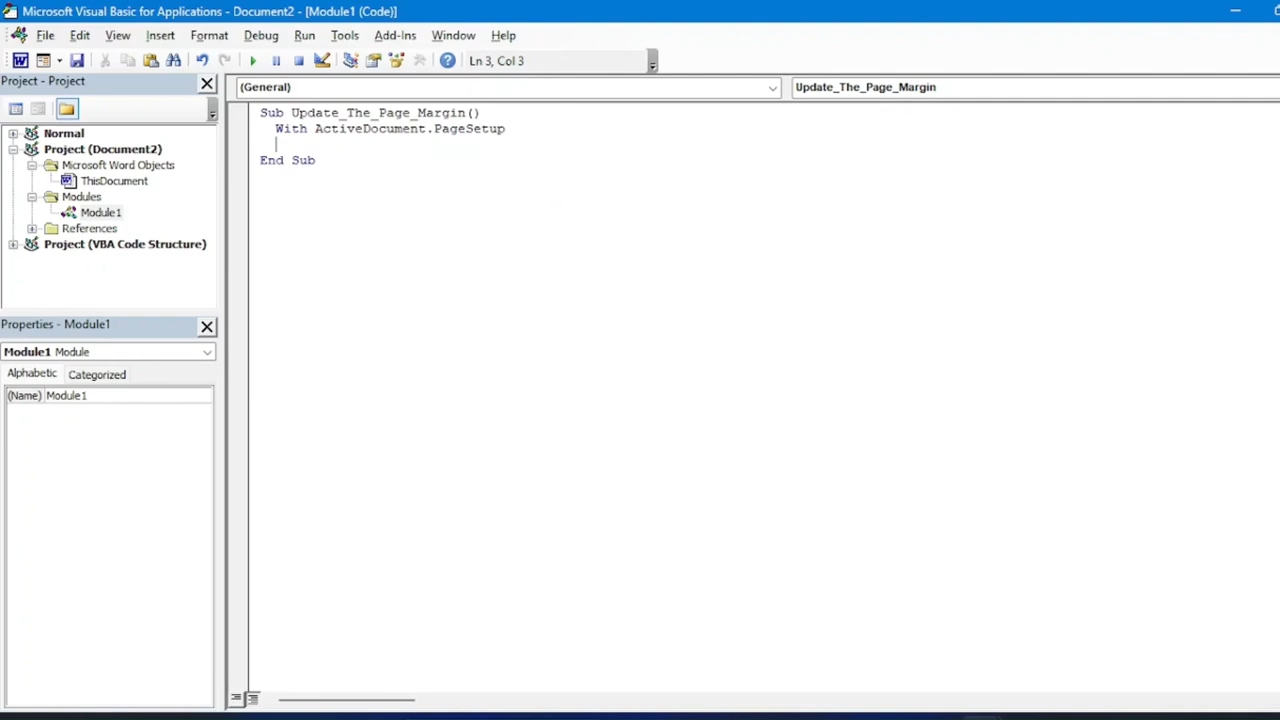 Microsoft Visual Basic for Applications - Document2 - [Module1 (Code)]
File Edit View Insert Format Debug Run Tools Add-Ins Window Help
Ln 3, Col 3
Project - Project
(General)
Update_The_Page_Margin
Normal
Project (Document2)
Microsoft Word Objects
ThisDocument
Modules
Module1
References
Project (VBA Code Structure)
Sub Update_The_Page_Margin()
With ActiveDocument.PageSetup
End Sub
Properties - Module1
Module1 Module
Alphabetic Categorized
(Name) Module1